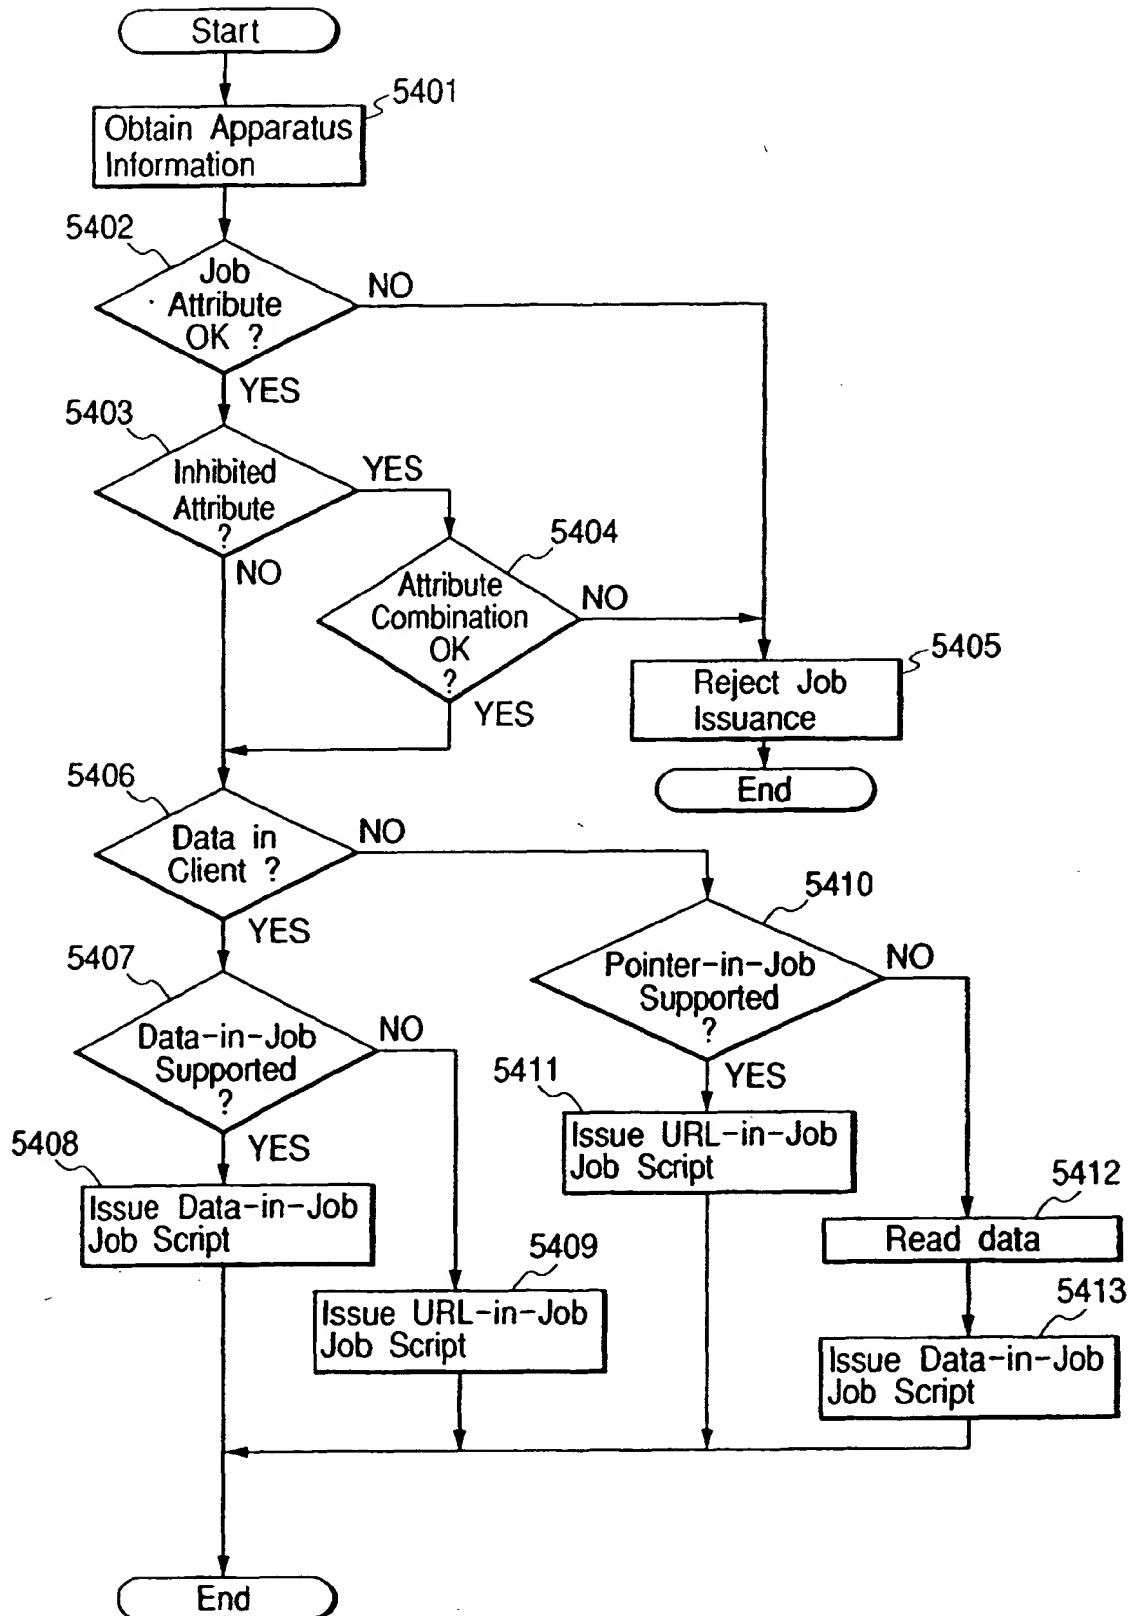 Start
5401
Obtain Apparatus
Information
5402
Job
Attribute
OK ?
NO
YES
5403
Inhibited
Attribute
?
YES
NO
5404
Attribute
Combination
OK
?
NO
YES
5405
Reject Job
Issuance
End
5406
Data in
Client ?
NO
YES
5407
Data-in-Job
Supported
?
NO
YES
5410
Pointer-in-Job
Supported
?
NO
YES
5408
Issue Data-in-Job
Job Script
5409
Issue URL-in-Job
Job Script
5411
Issue URL-in-Job
Job Script
5412
Read data
5413
Issue Data-in-Job
Job Script
End